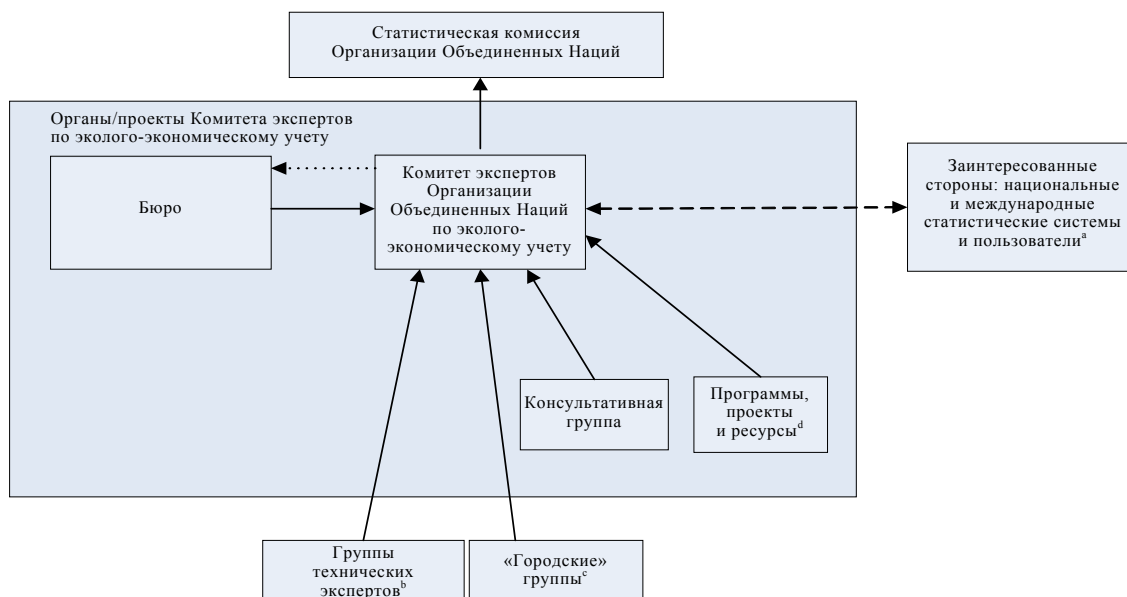 Статистическая комиссия
Организации Объединенных Наций
Органы/проекты Комитета экспертов
по эколого-экономическому учету
Бюро
Комитет экспертов
Организации
Объединенных Наций
по эколого-
экономическому учету
Заинтересованные
стороны: национальные
и международные
статистические системы
и пользователиᵃ
Консультативная
группа
Программы,
проекты
и ресурсыᵈ
Группы
технических
экспертовᵇ
«Городские»
группыᶜ